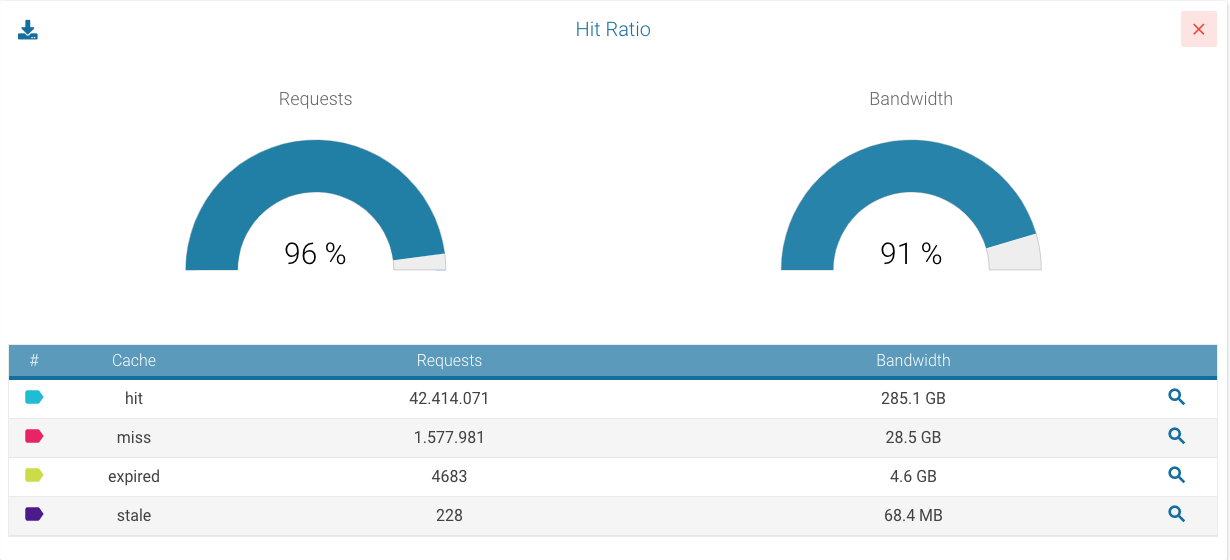 Hit Ratio
Requests
Bandwidth
96 %
91 %
# Cache Requests Bandwidth
hit 42.414.071 285.1 GB
miss 1.577.981 28.5 GB
expired 4683 4.6 GB
stale 228 68.4 MB